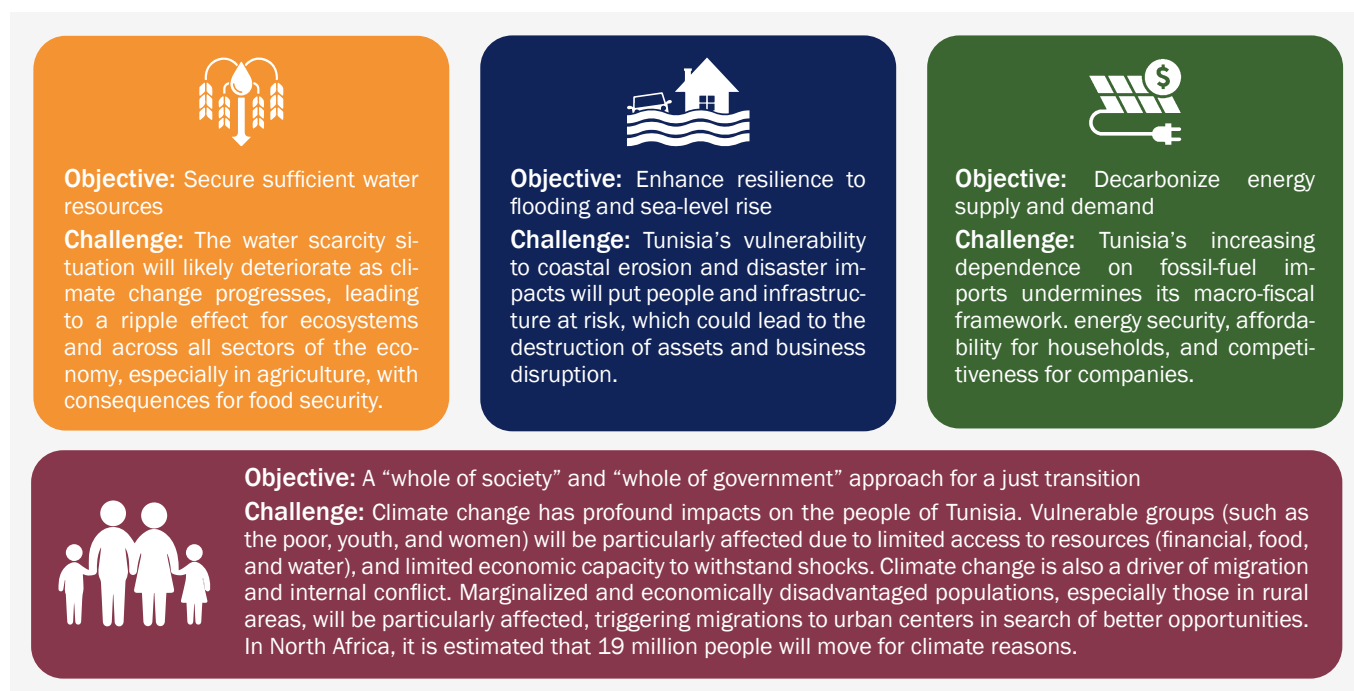 Objective: Secure sufficient water
resources
Challenge: The water scarcity si-
tuation will likely deteriorate as cli-
mate change progresses, leading
to a ripple effect for ecosystems
and across all sectors of the eco-
nomy, especially in agriculture, with
consequences for food security.
Objective: Enhance resilience to
flooding and sea-level rise
Challenge: Tunisia's vulnerability
to coastal erosion and disaster im-
pacts will put people and infrastruc-
ture at risk, which could lead to the
destruction of assets and business
disruption.
$
Objective: Decarbonize energy
supply and demand
Challenge: Tunisia's increasing
dependence on fossil-fuel im-
ports undermines its macro-fiscal
framework. energy security, afforda-
bility for households, and competi-
tiveness for companies.
Objective: A “whole of society” and “whole of government” approach for a just transition
Challenge: Climate change has profound impacts on the people of Tunisia. Vulnerable groups (such as
the poor, youth, and women) will be particularly affected due to limited access to resources (financial, food,
and water), and limited economic capacity to withstand shocks. Climate change is also a driver of migration
and internal conflict. Marginalized and economically disadvantaged populations, especially those in rural
areas, will be particularly affected, triggering migrations to urban centers in search of better opportunities.
In North Africa, it is estimated that 19 million people will move for climate reasons.